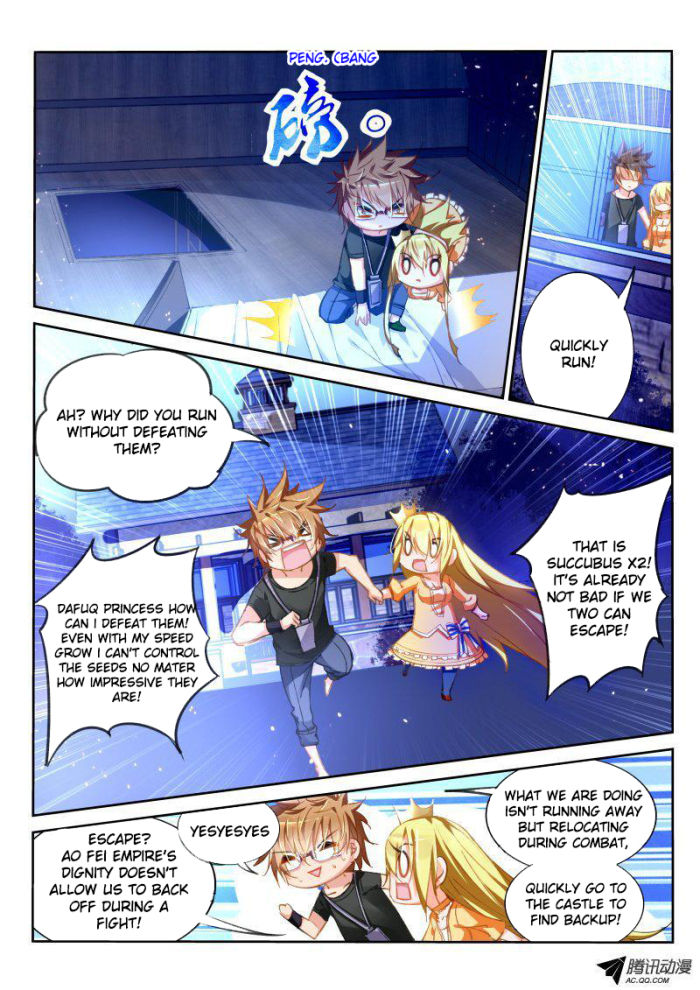 PENG. (BANG
碲。
QUICKLY
RUN!
AH? WHY DID YOU RUN
WITHOUT DEFEATING
THEM?
THAT IS
SUCCUBUS X2!
IT'S ALREADY
NOT BAD IF WE
TWO CAN
ESCAPE!
DAFUQ PRINCESS HOW
CAN I DEFEAT THEM!
EVEN WITH MY SPEED
GROW I CAN'T CONTROL
THE SEEDS NO MATER
HOW IMPRESSIVE THEY
ARE!
ESCAPE?
AO FEI EMPIRE'S
DIGNITY DOESN'T
ALLOW US TO BACK
OFF DURING A
FIGHT!
YESYESYES
WHAT WE ARE DOING
ISN'T RUNNING AWAY
BUT RELOCATING
DURING COMBAT,
QUICKLY GO TO
THE CASTLE TO
FIND BACKUP!
腾讯动漫
AC.QQ.COM